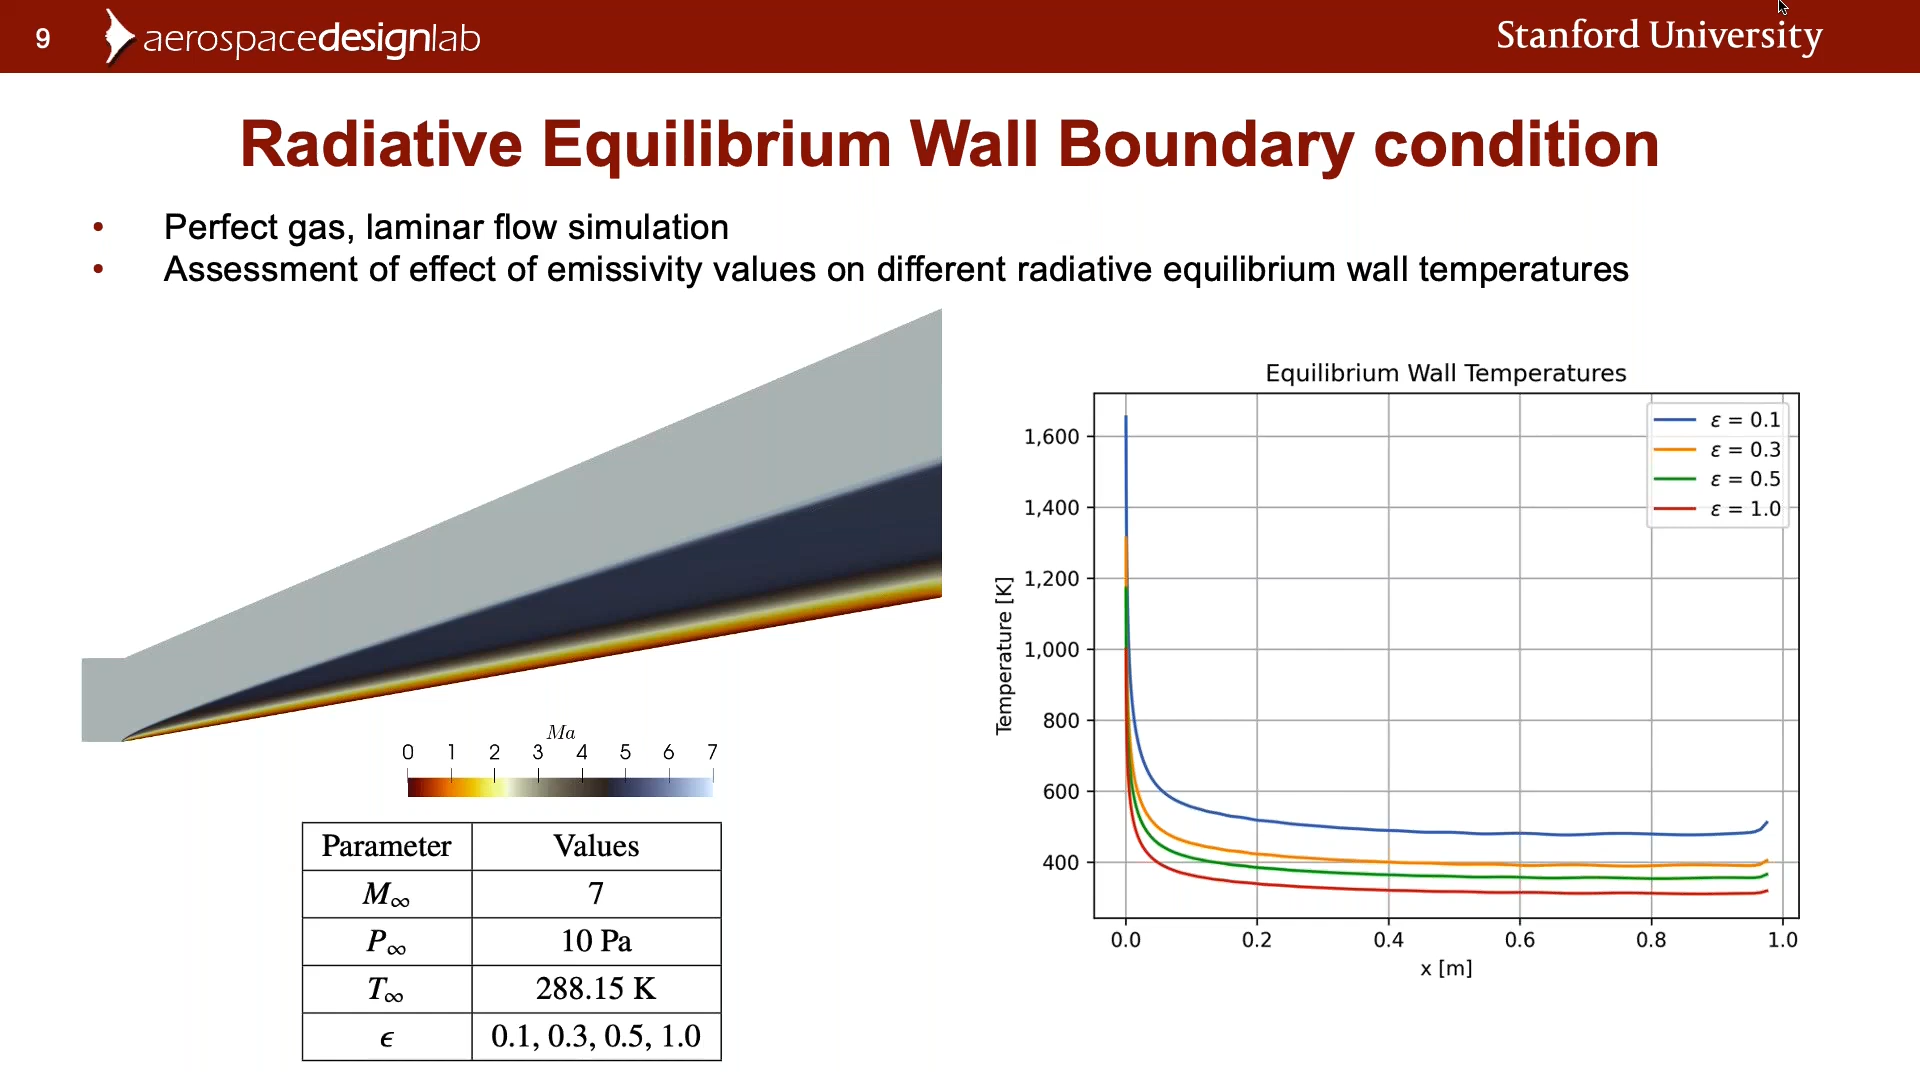 9
aerospacedesignlab
Stanford University
Radiative Equilibrium Wall Boundary condition
• Perfect gas, laminar flow simulation
• Assessment of effect of emissivity values on different radiative equilibrium wall temperatures
Ma
0 1 2 3 4 5 6 7
Parameter Values
M∞ 7
P∞ 10 Pa
T∞ 288.15 K
ϵ 0.1, 0.3, 0.5, 1.0
Equilibrium Wall Temperatures
ε = 0.1
ε = 0.3
ε = 0.5
ε = 1.0
Temperature [K]
1,600
1,400
1,200
1,000
800
600
400
0.0 0.2 0.4 0.6 0.8 1.0
x [m]